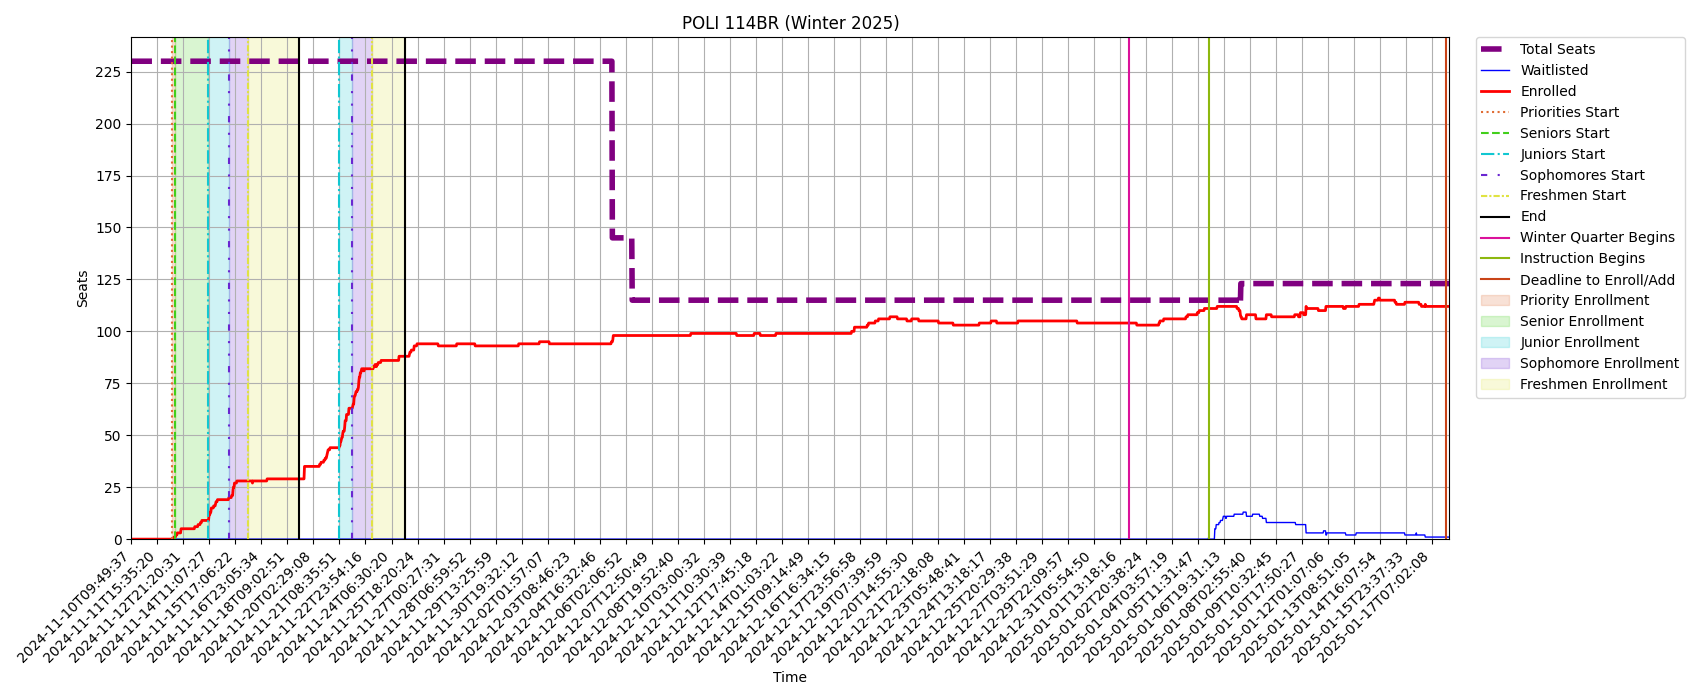 POLI 114BR (Winter 2025)
Seats
225
200
175
150
125
100
75
50
25
0
2024-11-10T09:49:37
2024-11-11T15:35:20
2024-11-12T21:20:31
2024-11-14T11:07:27
2024-11-15T17:06:22
2024-11-16T23:05:34
2024-11-18T09:02:51
2024-11-20T02:29:08
2024-11-21T08:35:51
2024-11-22T23:54:16
2024-11-24T06:30:20
2024-11-25T18:20:24
2024-11-27T00:27:31
2024-11-28T06:59:52
2024-11-29T13:25:59
2024-11-30T19:32:12
2024-12-02T01:57:07
2024-12-03T08:46:23
2024-12-04T16:32:46
2024-12-06T02:06:52
2024-12-07T12:50:49
2024-12-08T19:52:40
2024-12-10T03:00:32
2024-12-11T10:30:39
2024-12-12T17:45:18
2024-12-14T01:03:22
2024-12-15T09:14:49
2024-12-16T16:34:15
2024-12-17T23:56:58
2024-12-19T07:39:59
2024-12-20T14:55:30
2024-12-21T22:18:08
2024-12-23T05:48:41
2024-12-24T13:18:17
2024-12-25T20:29:38
2024-12-27T03:51:29
2024-12-29T22:09:57
2024-12-31T05:54:50
2025-01-01T13:18:16
2025-01-02T20:38:24
2025-01-04T03:57:19
2025-01-05T11:31:47
2025-01-06T19:31:13
2025-01-08T02:55:40
2025-01-09T10:32:45
2025-01-10T17:50:27
2025-01-12T01:07:06
2025-01-13T08:51:05
2025-01-14T16:07:54
2025-01-15T23:37:33
2025-01-17T07:02:08
Time
Total Seats
Waitlisted
Enrolled
Priorities Start
Seniors Start
Juniors Start
Sophomores Start
Freshmen Start
End
Winter Quarter Begins
Instruction Begins
Deadline to Enroll/Add
Priority Enrollment
Senior Enrollment
Junior Enrollment
Sophomore Enrollment
Freshmen Enrollment